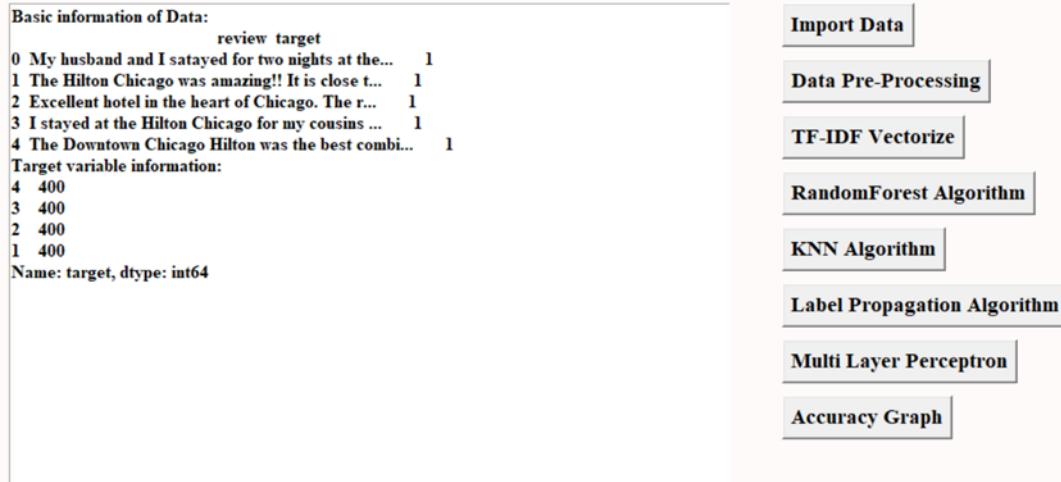 Basic information of Data:
review target
0 My husband and I satayed for two nights at the... 1
1 The Hilton Chicago was amazing!! It is close t... 1
2 Excellent hotel in the heart of Chicago. The r... 1
3 I stayed at the Hilton Chicago for my cousins ... 1
4 The Downtown Chicago Hilton was the best combi... 1
Target variable information:
4 400
3 400
2 400
1 400
Name: target, dtype: int64
Import Data
Data Pre-Processing
TF-IDF Vectorize
RandomForest Algorithm
KNN Algorithm
Label Propagation Algorithm
Multi Layer Perceptron
Accuracy Graph